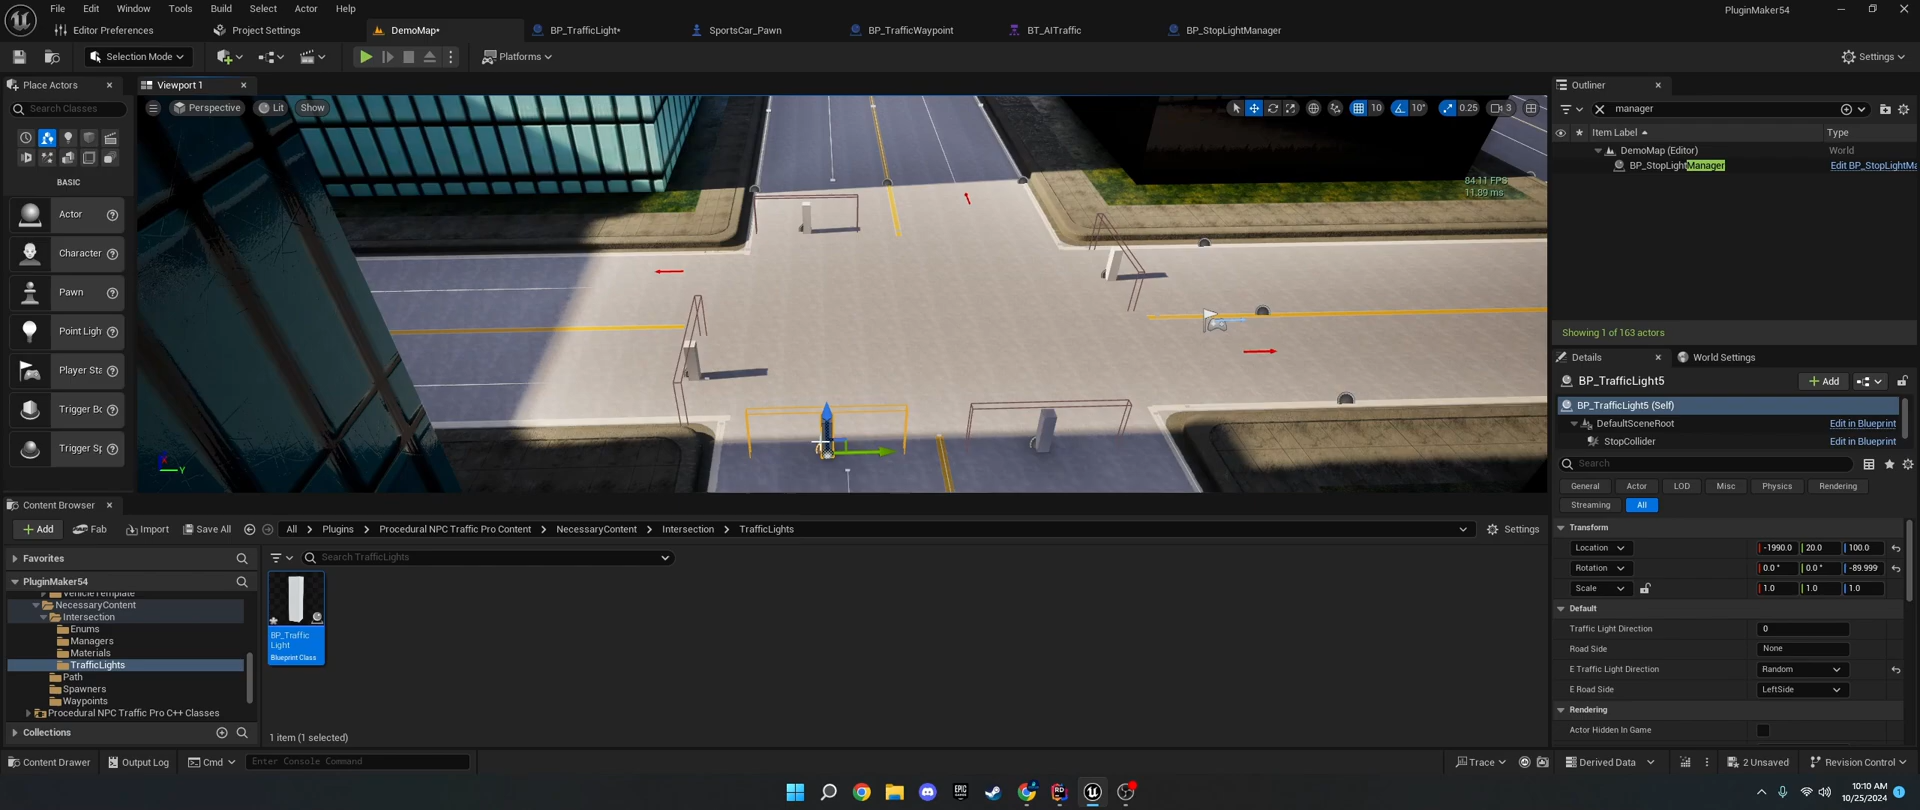 File Edit Window Tools Build Select Actor Help
PluginMaker54
Editor Preferences
Project Settings
DemoMap*
BP_TrafficLight*
SportsCar_Pawn
BP_TrafficWaypoint
BT_AITraffic
BP_StopLightManager
Selection Mode
Platforms
Settings
Place Actors
Search Classes
BASIC
Actor
Character
Pawn
Point Ligh
Player Sta
Trigger Bo
Trigger Sp
Viewport 1
Perspective Lit Show
10 10° 0.25 3
84.11 FPS
11.89 ms
Z Y
Outliner
manager
Item Label Type
DemoMap (Editor) World
BP_StopLightManager Edit BP_StopLightMa
Showing 1 of 163 actors
Details World Settings
BP_TrafficLight5 Add
BP_TrafficLight5 (Self)
DefaultSceneRoot Edit in Blueprint
StopCollider Edit in Blueprint
Search
General Actor LOD Misc Physics Rendering
Streaming All
Transform
Location -1990.0 20.0 100.0
Rotation 0.0 ° 0.0 ° -89.999
Scale 1.0 1.0 1.0
Default
Traffic Light Direction 0
Road Side None
E Traffic Light Direction Random
E Road Side LeftSide
Rendering
Actor Hidden In Game
Content Browser
Add Fab Import Save All All Plugins Procedural NPC Traffic Pro Content NecessaryContent Intersection TrafficLights Settings
Favorites
PluginMaker54
VehicleTemplate
NecessaryContent
Intersection
Enums
Managers
Materials
TrafficLights
Path
Spawners
Waypoints
Procedural NPC Traffic Pro C++ Classes
Collections
Search TrafficLights
BP_Traffic
Light
Blueprint Class
1 item (1 selected)
Content Drawer Output Log Cmd Enter Console Command
Trace Derived Data 2 Unsaved Revision Control
EPIC
RD
10:10 AM
10/25/2024
1